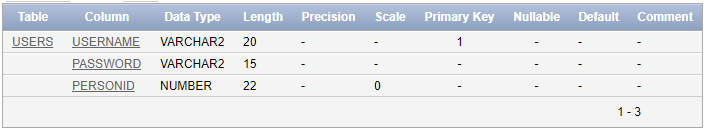 Table Column Data Type Length Precision Scale Primary Key Nullable Default Comment
USERS USERNAME VARCHAR2 20 - - 1 - - -
PASSWORD VARCHAR2 15 - - - - - -
PERSONID NUMBER 22 - 0 - - - -
1 - 3